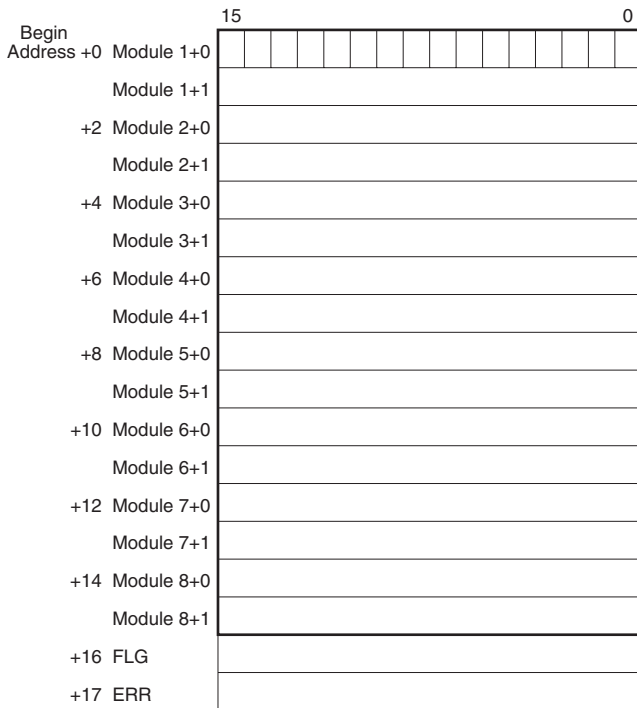 15 0
Begin
Address +0 Module 1+0
Module 1+1
+2 Module 2+0
Module 2+1
+4 Module 3+0
Module 3+1
+6 Module 4+0
Module 4+1
+8 Module 5+0
Module 5+1
+10 Module 6+0
Module 6+1
+12 Module 7+0
Module 7+1
+14 Module 8+0
Module 8+1
+16 FLG
+17 ERR